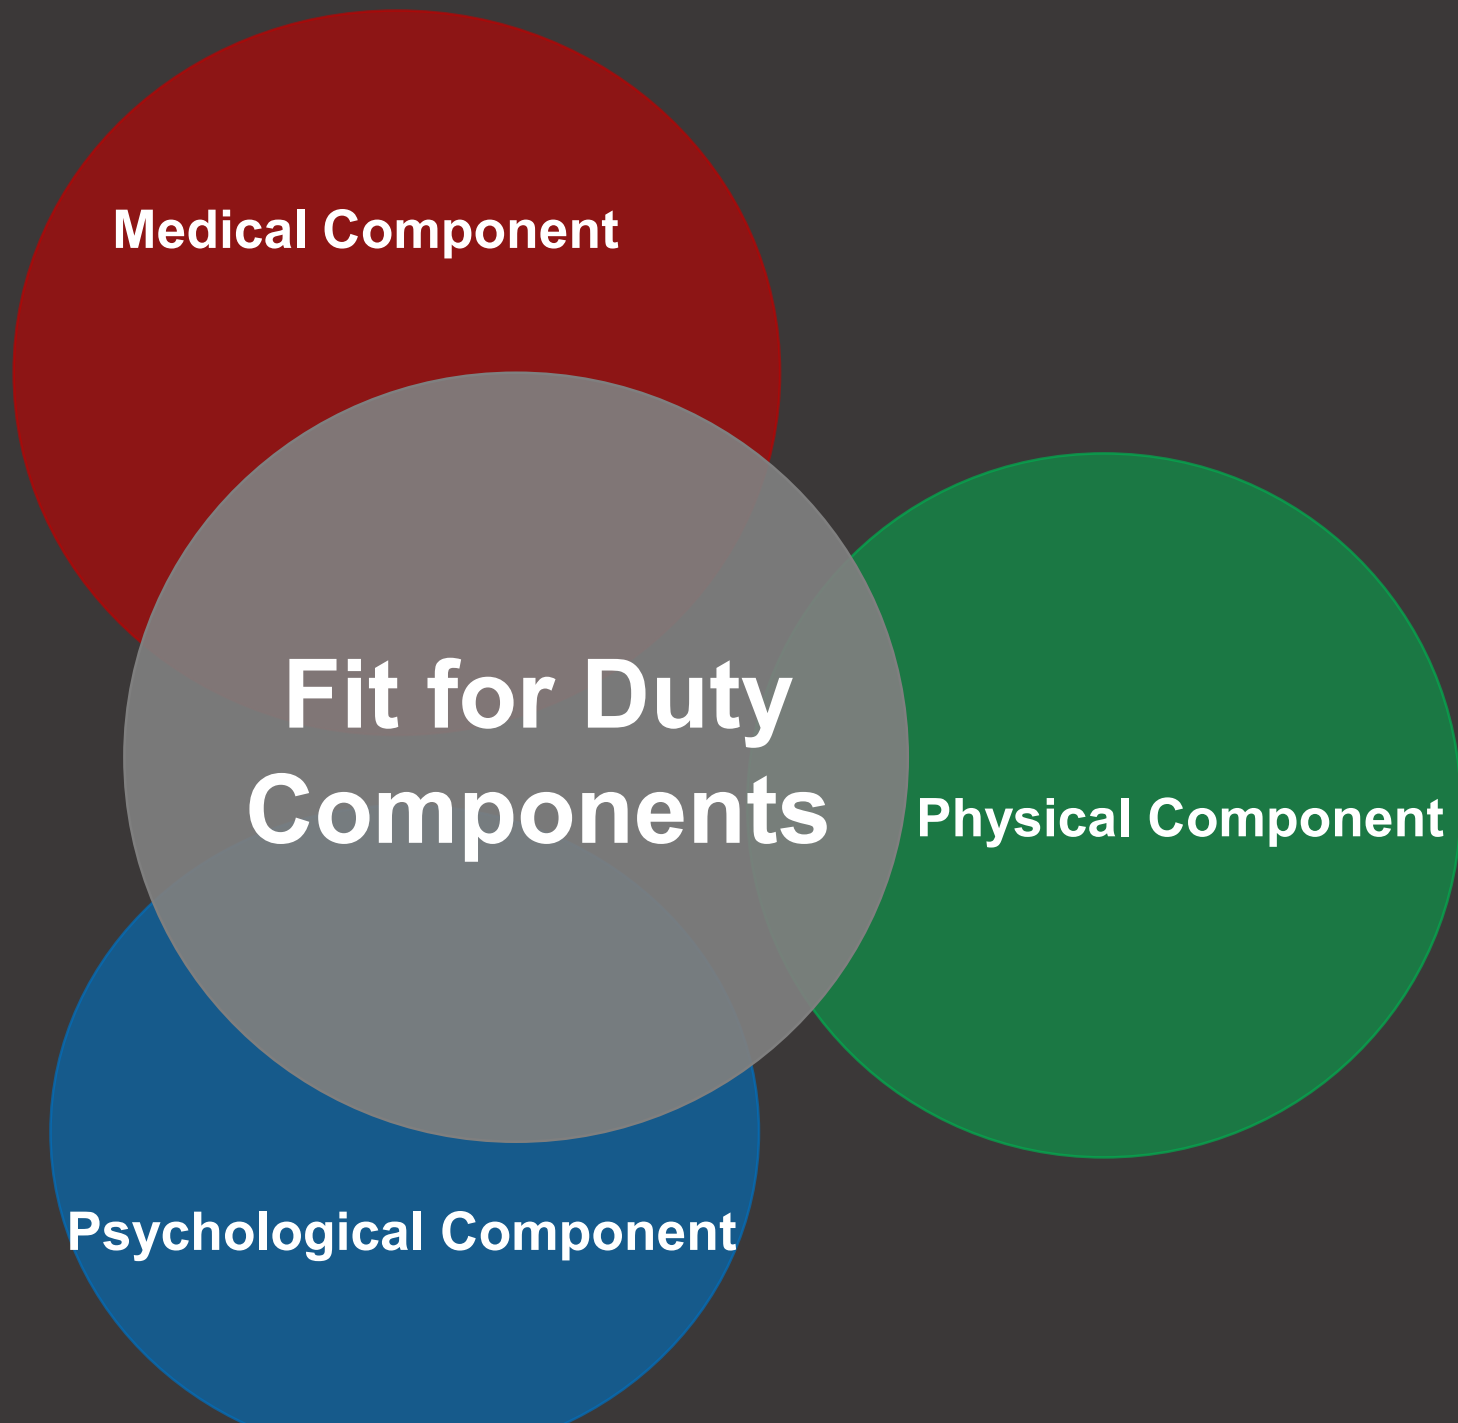 Medical Component
Fit for Duty
Components
Physical Component
Psychological Component